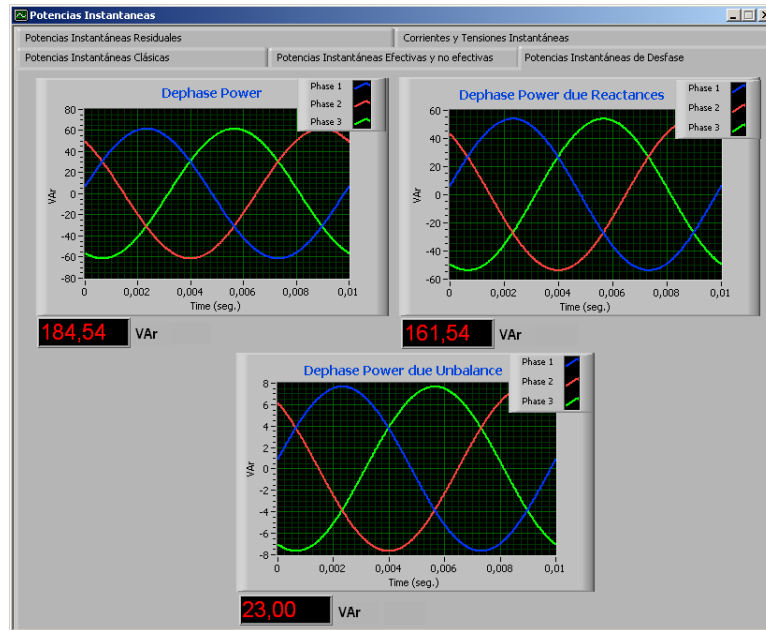 Potencias Instantaneas
Potencias Instantáneas Residuales
Corrientes y Tensiones Instantáneas
Potencias Instantáneas Clásicas
Potencias Instantáneas Efectivas y no efectivas
Potencias Instantáneas de Desfase
Dephase Power
Phase 1
Phase 2
Phase 3
80
60
40
20
0
-20
-40
-60
-80
VAr
0
0,002
0,004
0,006
0,008
0,01
Time (seg.)
184,54
VAr
Dephase Power due Reactances
Phase 1
Phase 2
Phase 3
60
40
20
0
-20
-40
-60
VAr
0
0,002
0,004
0,006
0,008
0,01
Time (seg.)
161,54
VAr
Dephase Power due Unbalance
Phase 1
Phase 2
Phase 3
8
6
4
2
0
-2
-4
-6
-8
VAr
0
0,002
0,004
0,006
0,008
0,01
Time (seg.)
23,00
VAr